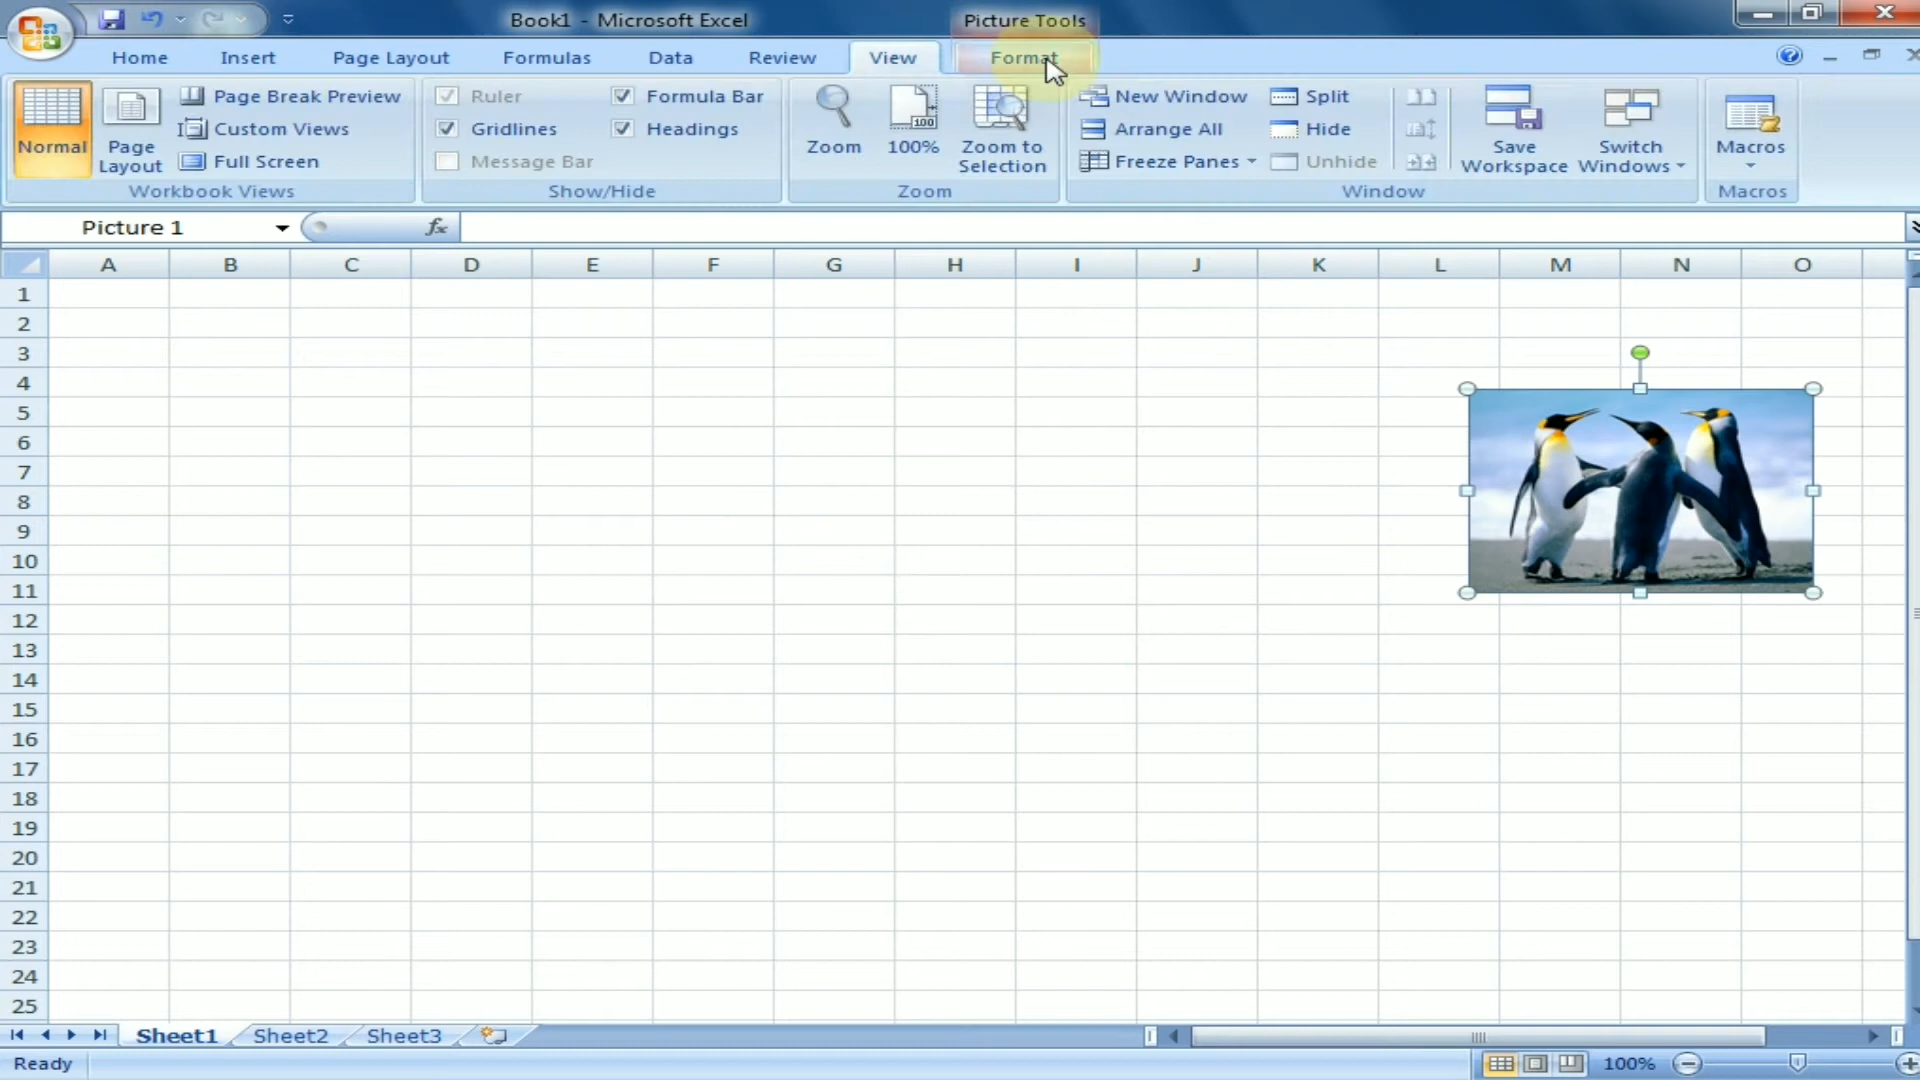 Book1 - Microsoft Excel
Picture Tools
Home Insert Page Layout Formulas Data Review View Format
Normal
Page Layout
Page Break Preview
Custom Views
Full Screen
Workbook Views
Ruler
Gridlines
Message Bar
Formula Bar
Headings
Show/Hide
Zoom
100
100%
Zoom to Selection
Zoom
New Window
Arrange All
Freeze Panes
Split
Hide
Unhide
Save Workspace
Switch Windows
Window
Macros
Macros
Picture 1
fx
A B C D E F G H I J K L M N O
1
2
3
4
5
6
7
8
9
10
11
12
13
14
15
16
17
18
19
20
21
22
23
24
25
Sheet1 Sheet2 Sheet3
Ready
100%